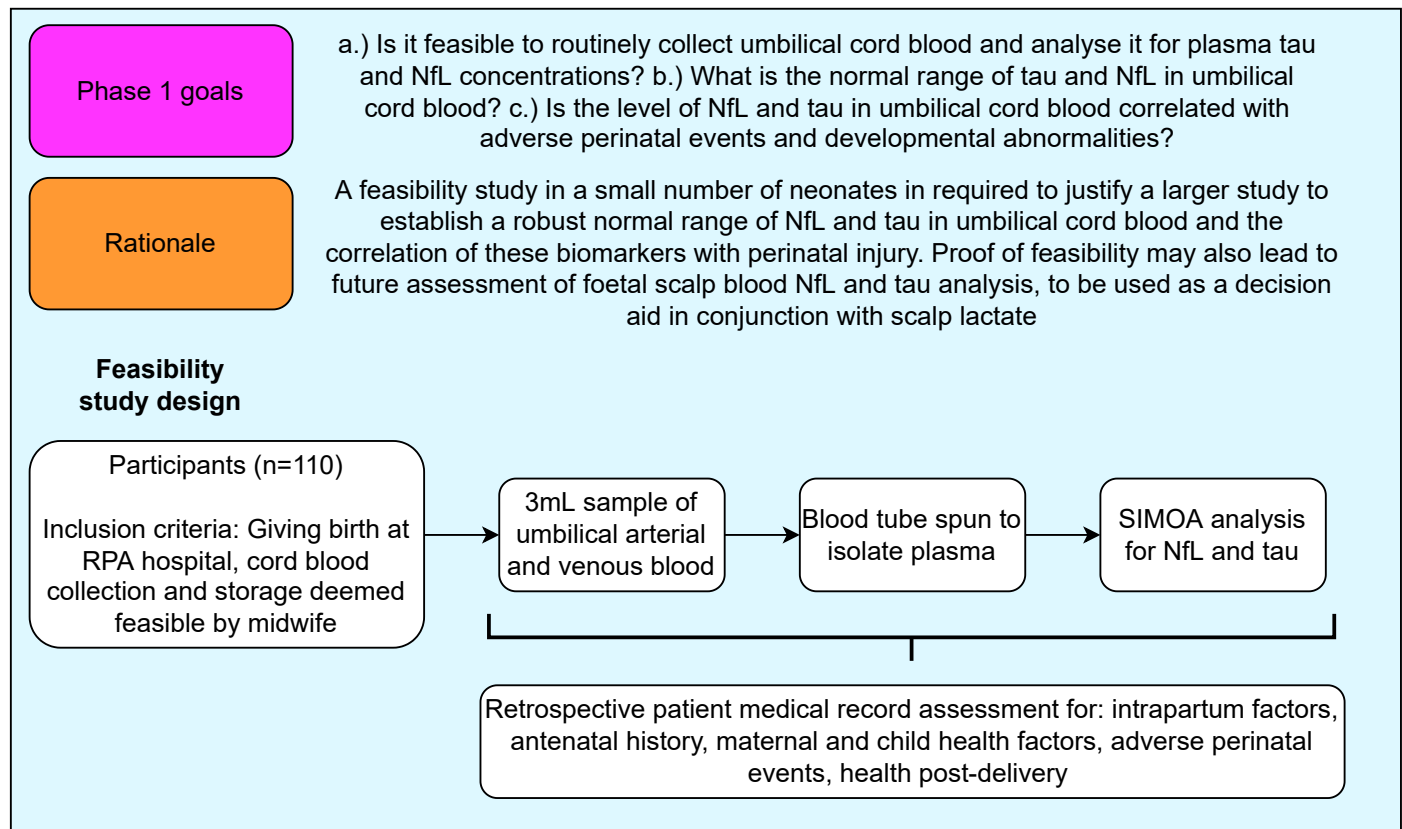 Phase 1 goals
a.) Is it feasible to routinely collect umbilical cord blood and analyse it for plasma tau
and NfL concentrations? b.) What is the normal range of tau and NfL in umbilical
cord blood? c.) Is the level of NfL and tau in umbilical cord blood correlated with
adverse perinatal events and developmental abnormalities?
Rationale
A feasibility study in a small number of neonates in required to justify a larger study to
establish a robust normal range of NfL and tau in umbilical cord blood and the
correlation of these biomarkers with perinatal injury. Proof of feasibility may also lead to
future assessment of foetal scalp blood NfL and tau analysis, to be used as a decision
aid in conjunction with scalp lactate
Feasibility
study design
Participants (n=110)
Inclusion criteria: Giving birth at
RPA hospital, cord blood
collection and storage deemed
feasible by midwife
3mL sample of
umbilical arterial
and venous blood
Blood tube spun to
isolate plasma
SIMOA analysis
for NfL and tau
Retrospective patient medical record assessment for: intrapartum factors,
antenatal history, maternal and child health factors, adverse perinatal
events, health post-delivery